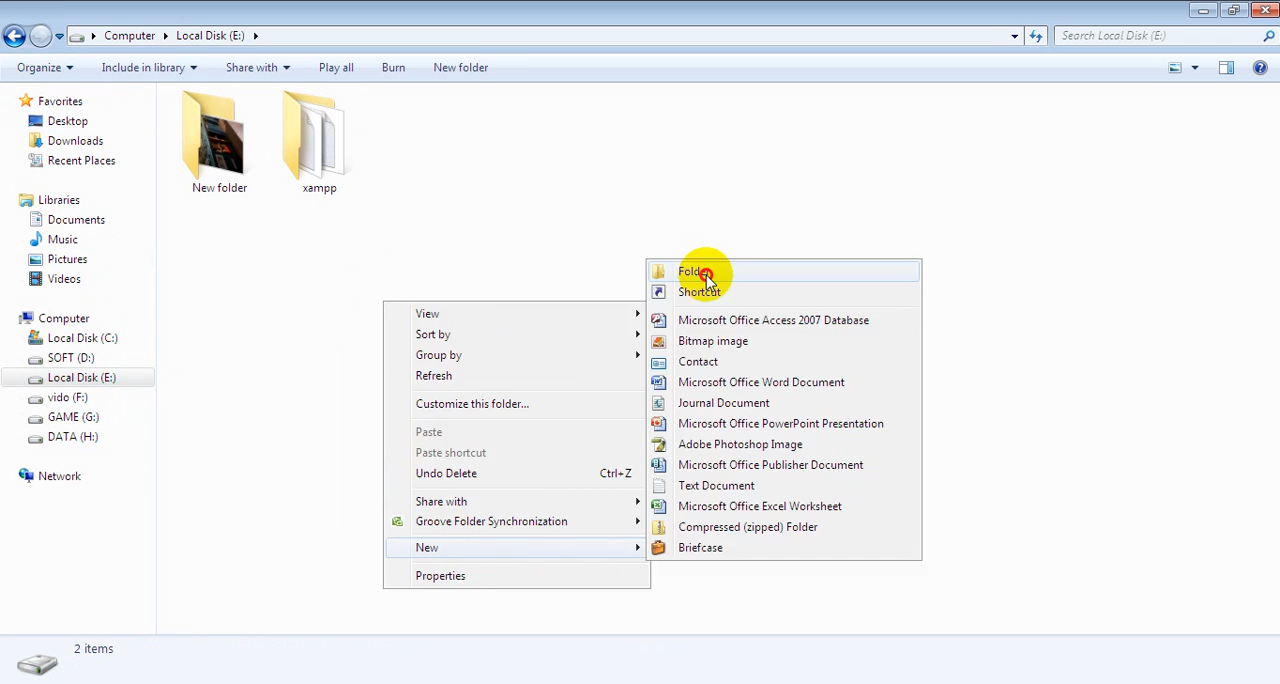 Computer Local Disk (E:)
Search Local Disk (E:)
Organize Include in library Share with Play all Burn New folder
Favorites
Desktop
Downloads
Recent Places
Libraries
Documents
Music
Pictures
Videos
Computer
Local Disk (C:)
SOFT (D:)
Local Disk (E:)
vido (F:)
GAME (G:)
DATA (H:)
Network
New folder
xampp
View
Sort by
Group by
Refresh
Customize this folder...
Paste
Paste shortcut
Undo Delete Ctrl+Z
Share with
Groove Folder Synchronization
New
Properties
Folder
Shortcut
Microsoft Office Access 2007 Database
Bitmap image
Contact
Microsoft Office Word Document
Journal Document
Microsoft Office PowerPoint Presentation
Adobe Photoshop Image
Microsoft Office Publisher Document
Text Document
Microsoft Office Excel Worksheet
Compressed (zipped) Folder
Briefcase
2 items